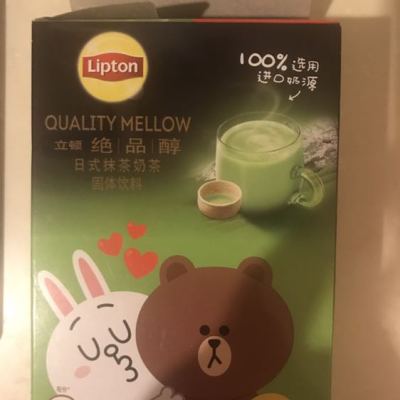 Lipton
100%选用
进口奶源
QUALITY MELLOW
立顿 绝|品|醇
日式抹茶奶茶
固体饮料